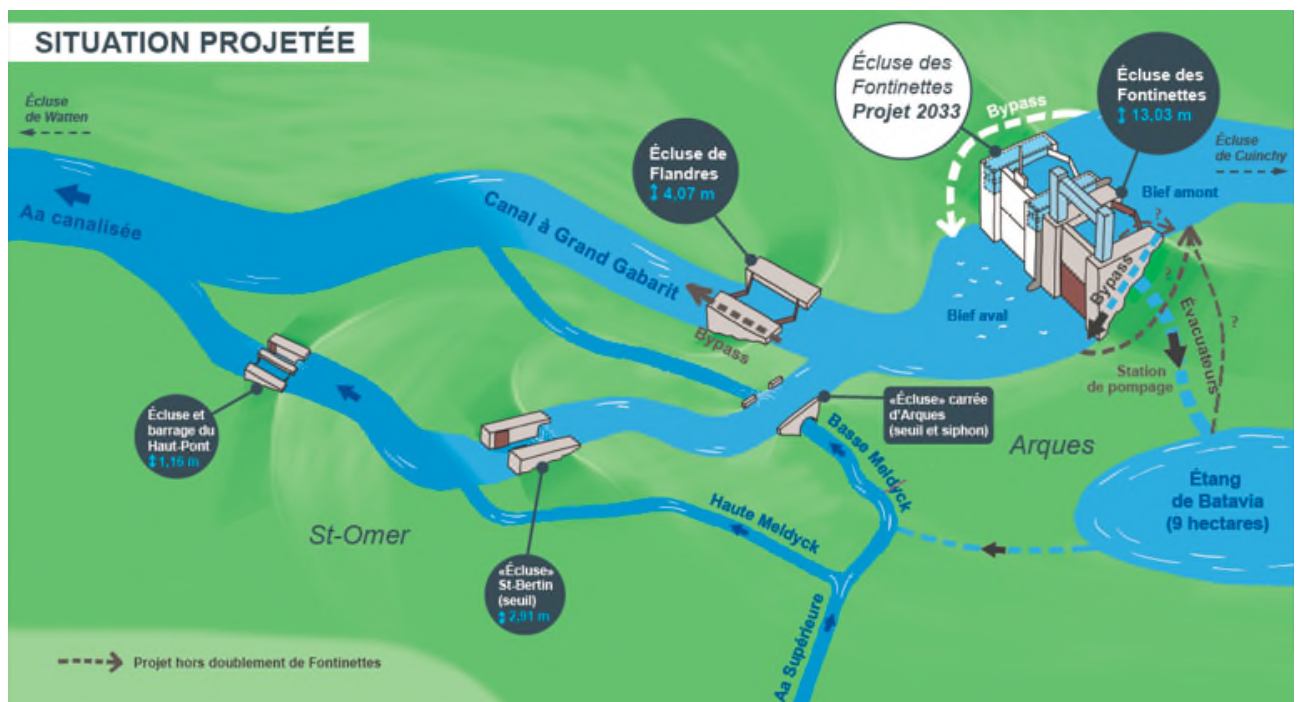 SITUATION PROJETÉE
Écluse
de Watten
Aa canalisée
Canal à Grand Gabarit
Écluse de
Flandres
↕ 4,07 m
Bypass
Écluse des
Fontinettes
Projet 2033
Bypass
Écluse des
Fontinettes
↕ 13,03 m
Écluse
de Cuinchy
Bief amont
Bief aval
Bypass
?
?
?
Évacuateurs
Station
de pompage
Écluse et
barrage du
Haut-Pont
↕ 1,16 m
«Écluse» carrée
d'Arques
(seuil et siphon)
Basse Meldyck
Arques
Étang
de Batavia
(9 hectares)
St-Omer
Haute Meldyck
«Écluse»
St-Bertin
(seuil)
↕ 2,91 m
Aa Supérieure
Projet hors doublement de Fontinettes